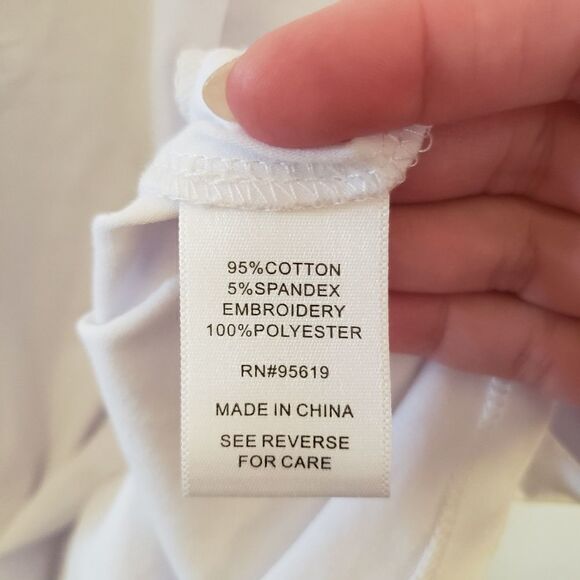 95%COTTON
5%SPANDEX
EMBROIDERY
100%POLYESTER
RN#95619
MADE IN CHINA
SEE REVERSE
FOR CARE